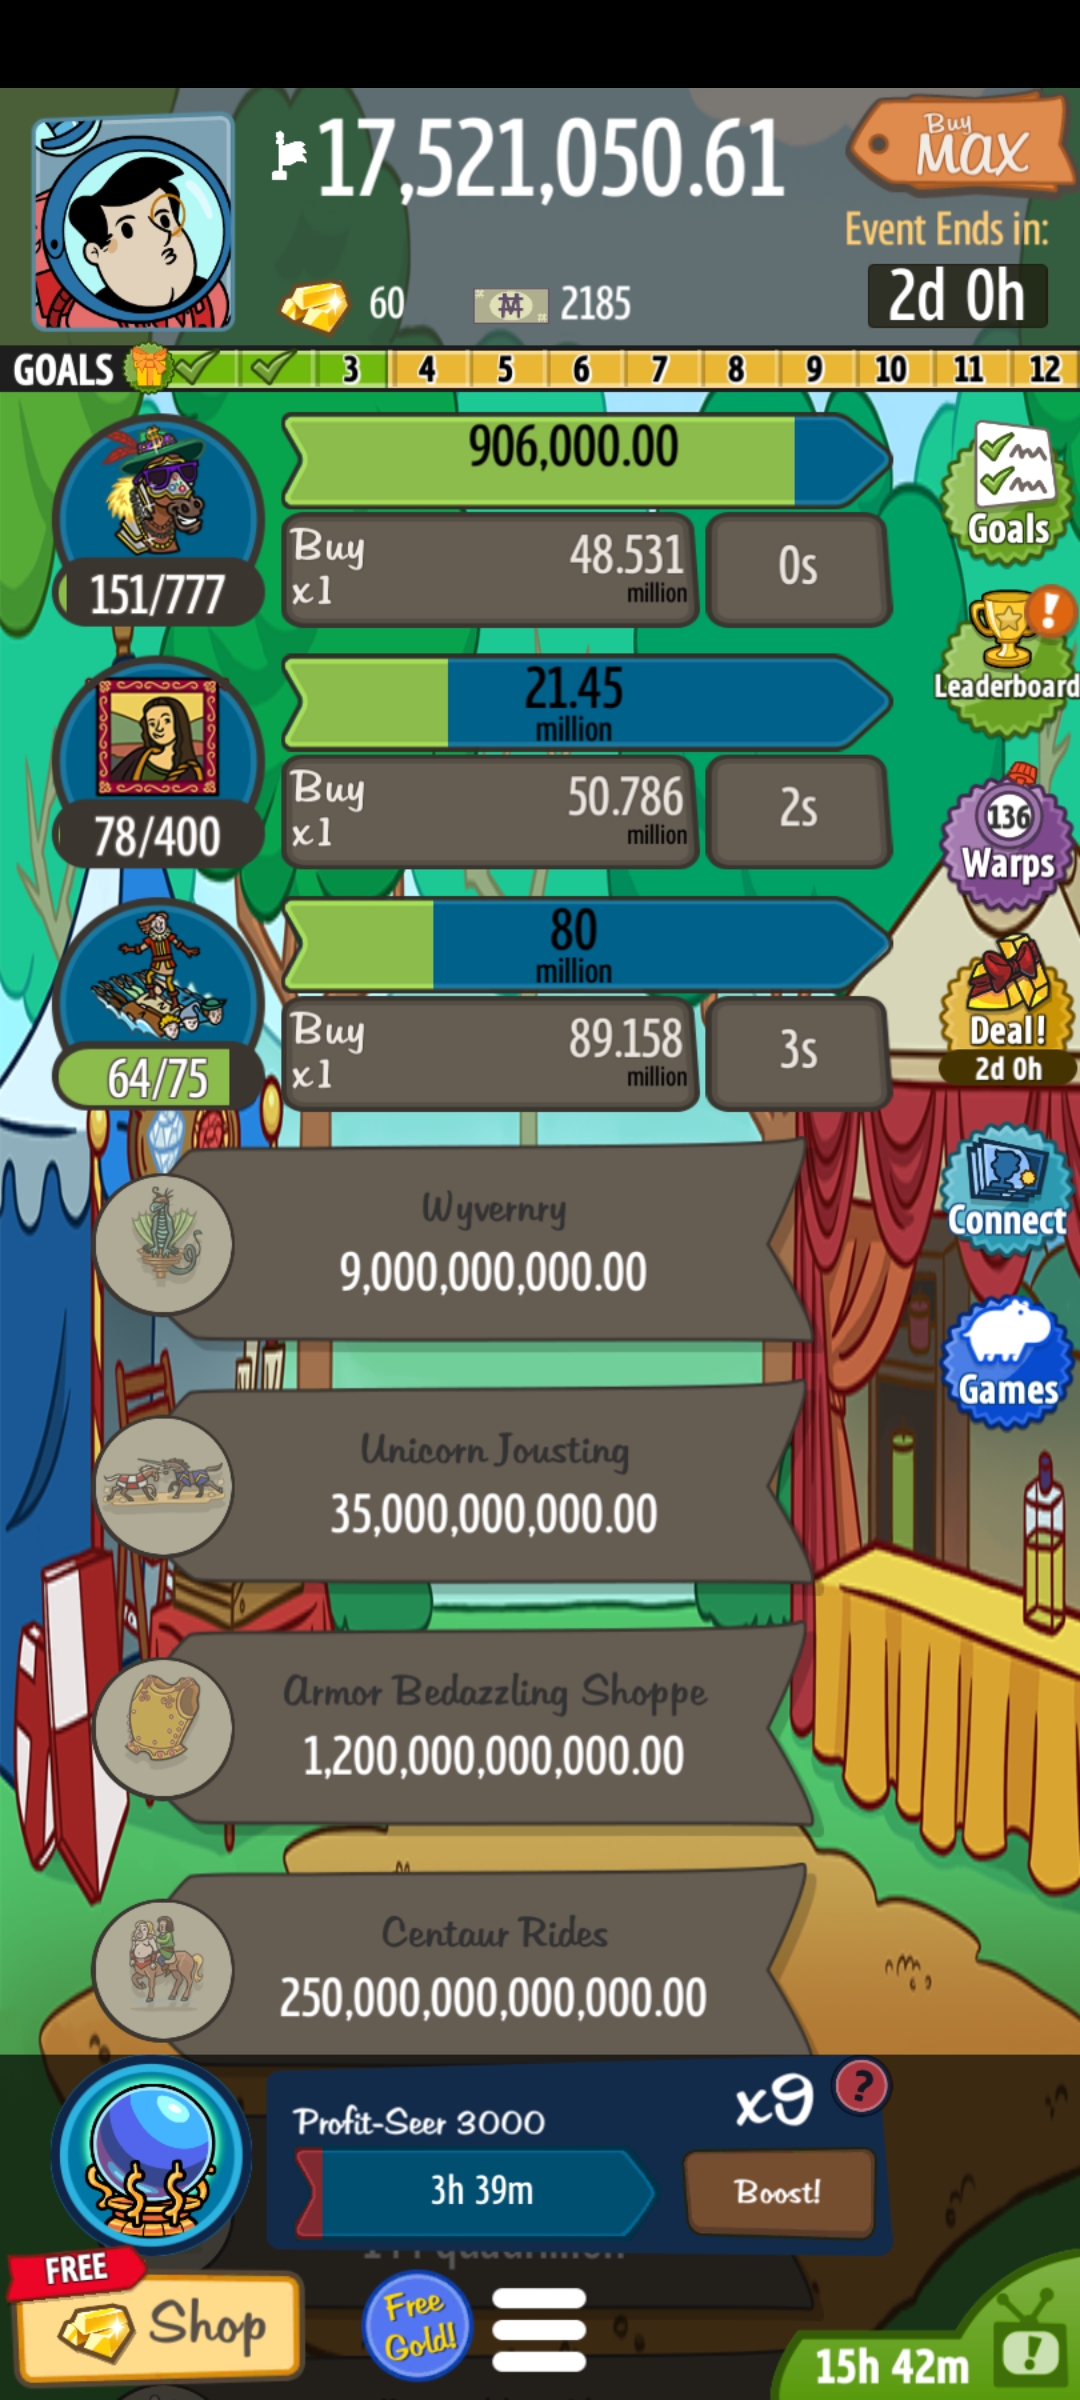 17,521,050.61
Buy
MAX
Event Ends in:
2d 0h
60
2185
GOALS
3 4 5 6 7 8 9 10 11 12
906,000.00
151/777
Buy
x1
48.531
million
0s
Goals
Leaderboard
21.45
million
78/400
Buy
x1
50.786
million
2s
136
Warps
80
million
64/75
Buy
x1
89.158
million
3s
Deal!
2d 0h
Wyvernry
9,000,000,000.00
Connect
Unicorn Jousting
35,000,000,000.00
Games
Armor Bedazzling Shoppe
1,200,000,000,000.00
Centaur Rides
250,000,000,000,000.00
Profit-Seer 3000
x9
?
3h 39m
Boost!
FREE
Shop
Free
Gold!
15h 42m